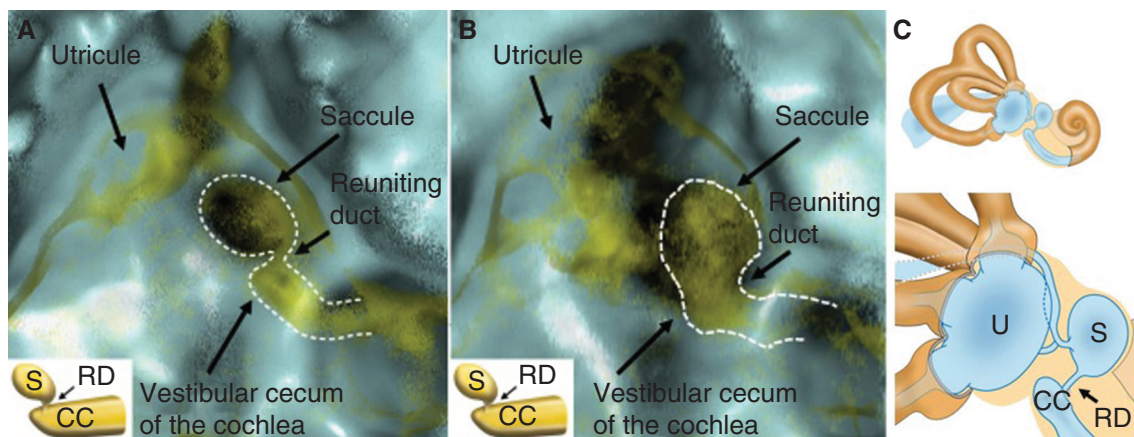 A
Utricule
Saccule
Reuniting
duct
Vestibular cecum
of the cochlea
S
RD
CC
B
Utricule
Saccule
Reuniting
duct
Vestibular cecum
of the cochlea
S
RD
CC
C
U
S
CC
RD